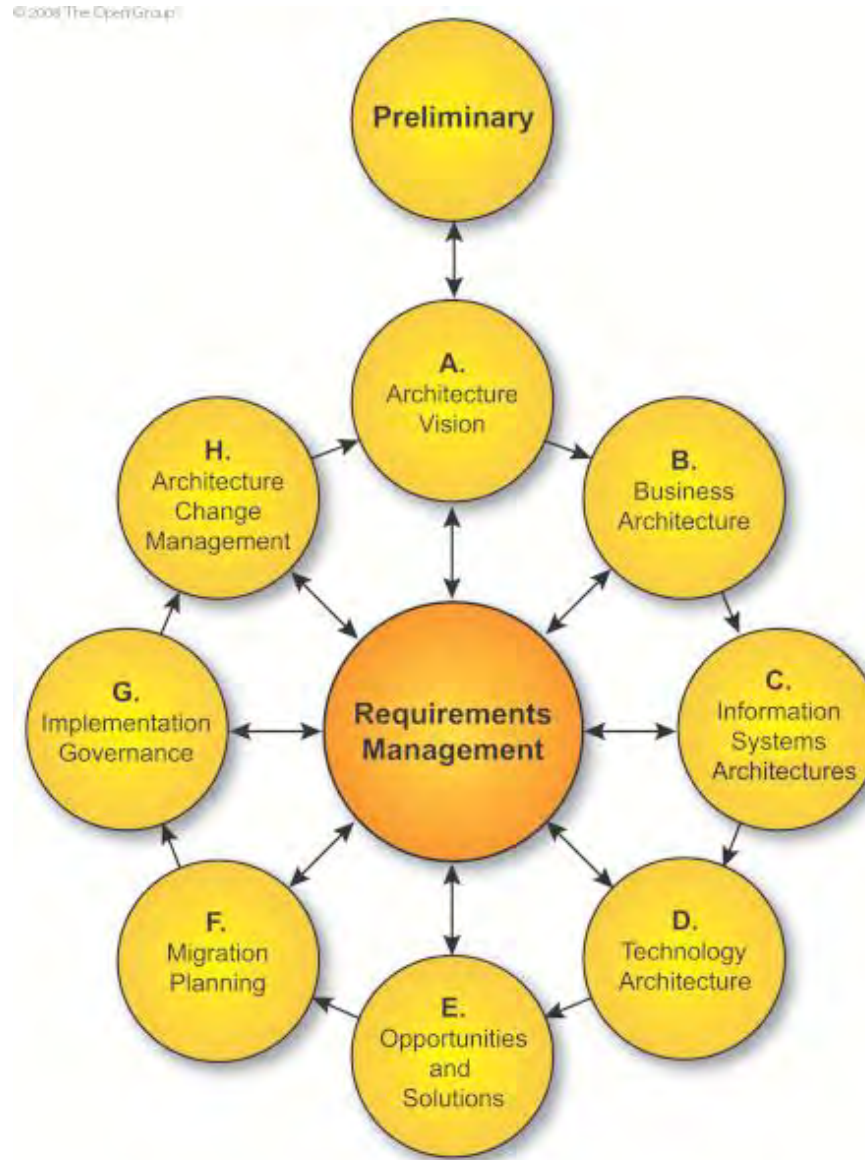 © 2008 The Open Group
Preliminary
A.
Architecture
Vision
B.
Business
Architecture
C.
Information
Systems
Architectures
D.
Technology
Architecture
E.
Opportunities
and
Solutions
F.
Migration
Planning
G.
Implementation
Governance
H.
Architecture
Change
Management
Requirements
Management